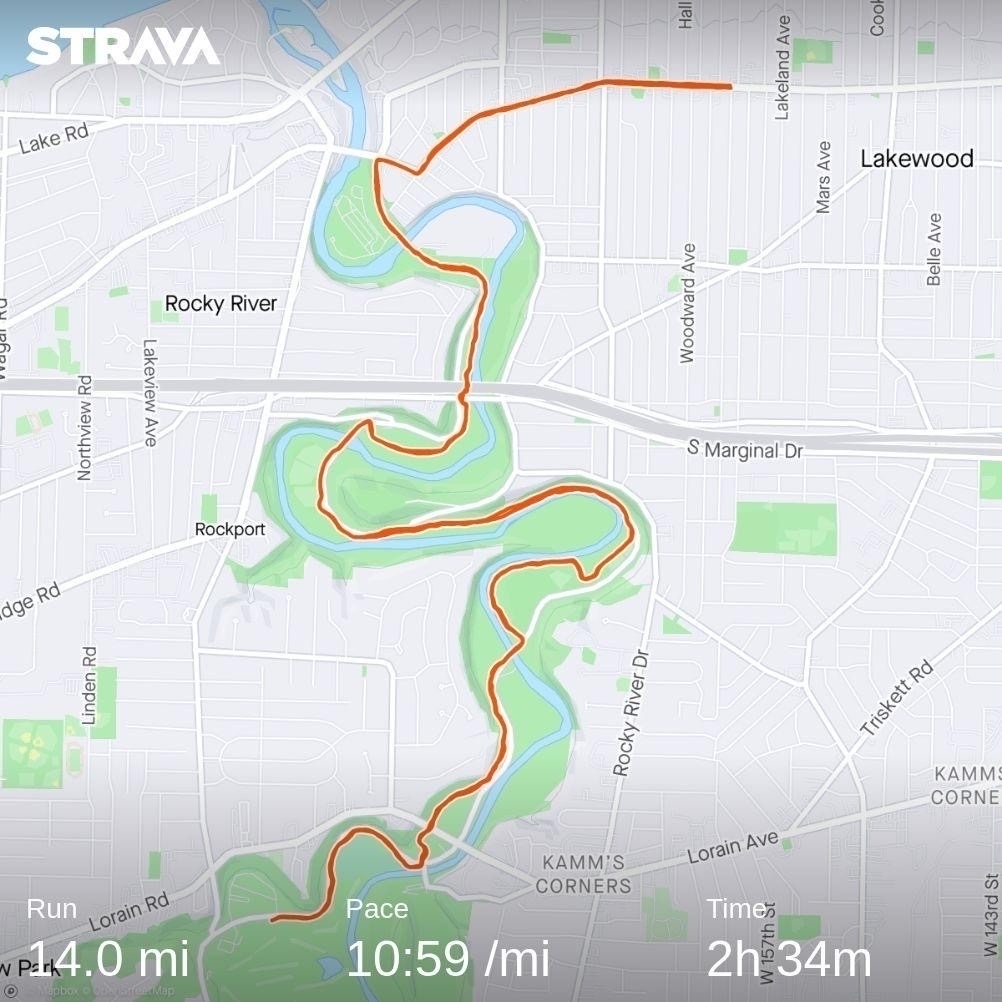 STRAVA
Hall
Lakeland Ave
Cook
Lake Rd
Lakewood
Mars Ave
Belle Ave
Woodward Ave
Rocky River
Wagar Rd
Lakeview Ave
Northview Rd
S Marginal Dr
Rockport
idge Rd
Linden Rd
Rocky River Dr
Triskett Rd
KAMMS
CORNE
Lorain Ave
KAMM'S
CORNERS
Lorain Rd
W 157th St
W 143rd St
w Park
Run
14.0 mi
Pace
10:59 /mi
Time
2h 34m
© Mapbox © OpenStreetMap